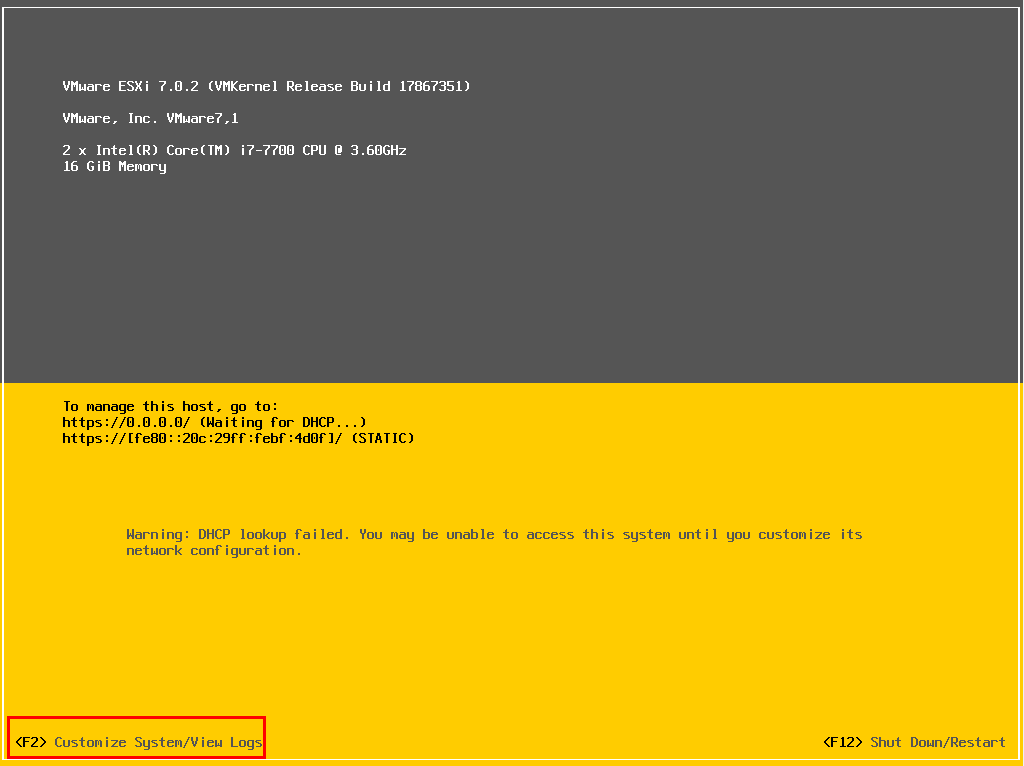 VMware ESXi 7.0.2 (VMKernel Release Build 17867351)
VMware, Inc. VMware7,1
2 x Intel(R) Core(TM) i7-7700 CPU @ 3.60GHz
16 GiB Memory
To manage this host, go to:
https://0.0.0.0/ (Waiting for DHCP...)
https://[fe80::20c:29ff:febf:4d0f]/ (STATIC)
Warning: DHCP lookup failed. You may be unable to access this system until you customize its
network configuration.
<F2> Customize System/View Logs
<F12> Shut Down/Restart